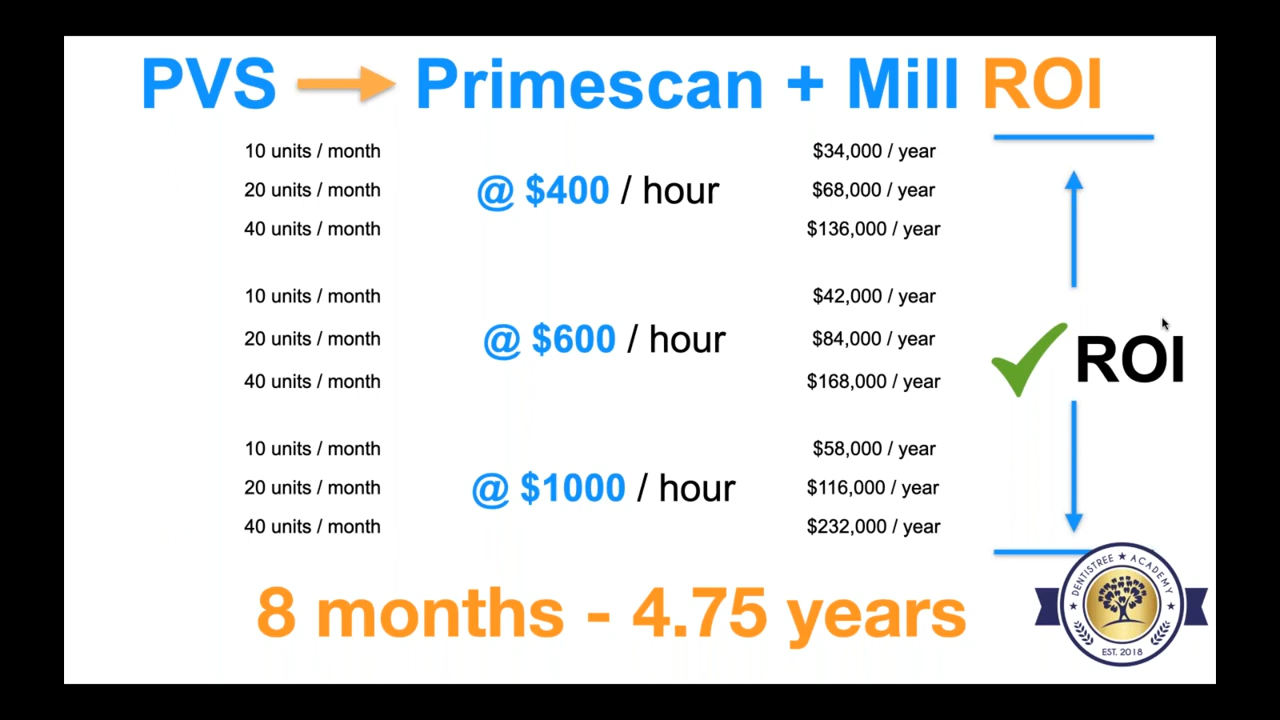 PVS Primescan + Mill ROI
10 units / month $34,000 / year
20 units / month @ $400 / hour $68,000 / year
40 units / month $136,000 / year
10 units / month $42,000 / year
20 units / month @ $600 / hour $84,000 / year
ROI
40 units / month $168,000 / year
10 units / month $58,000 / year
20 units / month @ $1000 / hour $116,000 / year
40 units / month $232,000 / year
8 months - 4.75 years
DENTISTREE ★ ACADEMY
EST. 2018